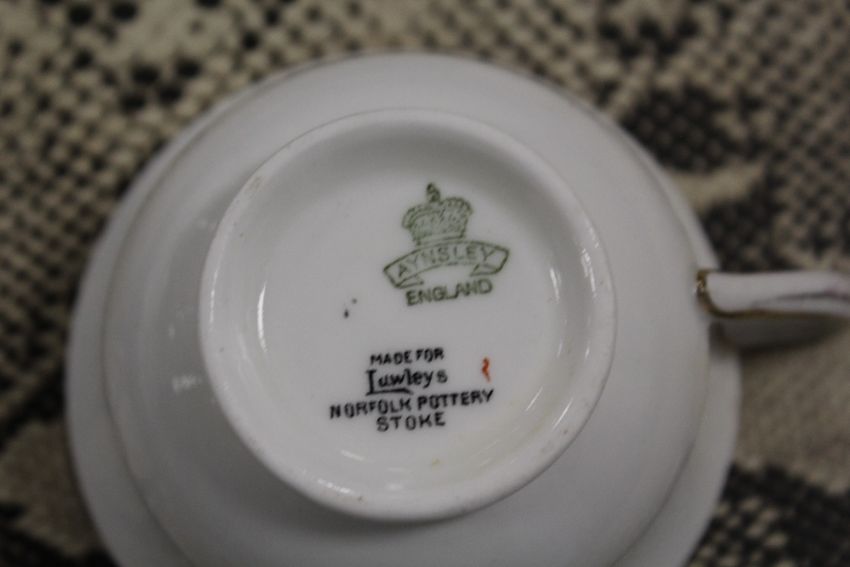 AYNSLEY
ENGLAND
MADE FOR
Lawleys
NORFOLK POTTERY
STOKE